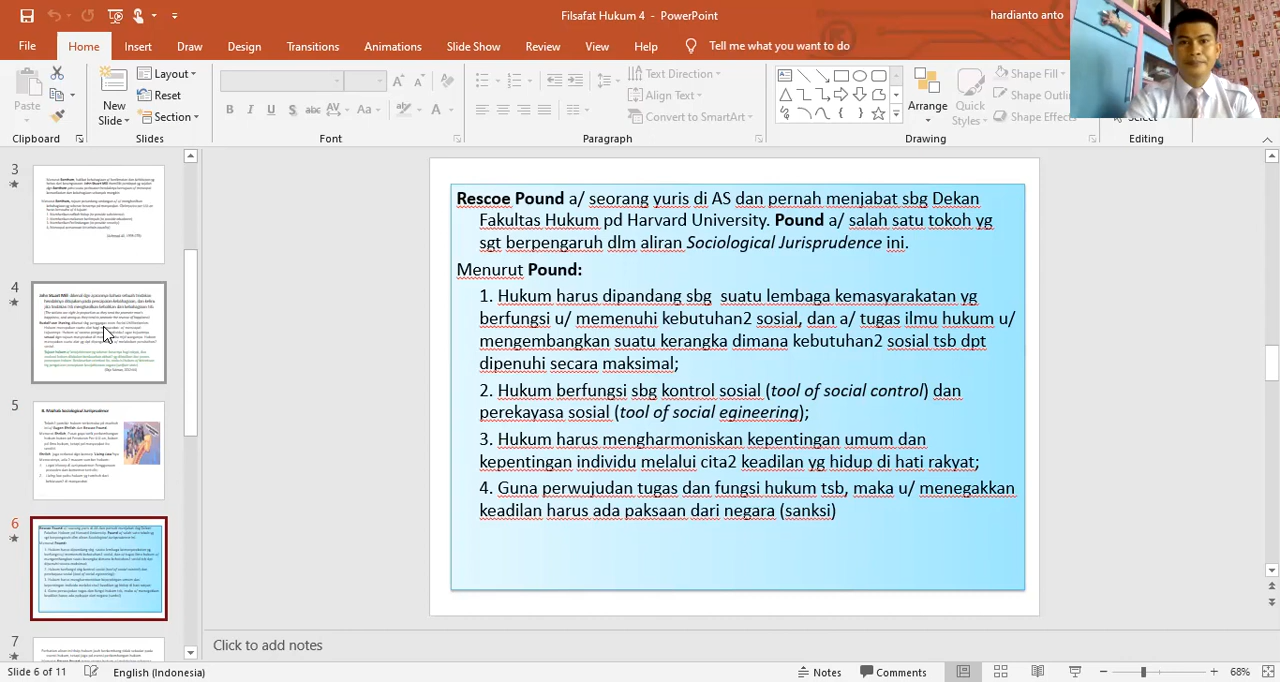 Filsafat Hukum 4 - PowerPoint
hardianto anto
File Home Insert Draw Design Transitions Animations Slide Show Review View Help Tell me what you want to do
Paste
Clipboard
New
Slide
Layout
Reset
Section
Slides
Font
Text Direction
Align Text
Convert to SmartArt
Paragraph
Arrange
Quick
Styles
Shape Fill
Shape Effects
Drawing
Editing
3
4
5
6
7
Roscoe Pound a/ seorang yuris di AS dan pernah menjabat sbg Dekan
Fakultas Hukum pd Harvard University. Pound a/ salah satu tokoh yg
sgt berpengaruh dlm aliran Sociological Jurisprudence ini.
Menurut Pound:
1. Hukum harus dipandang sbg suatu lembaga kemasyarakatan yg
berfungsi u/ memenuhi kebutuhan2 sosial, dan a/ tugas ilmu hukum u/
mengembangkan suatu kerangka dimana kebutuhan2 sosial tsb dpt
dipenuhi secara maksimal;
2. Hukum berfungsi sbg kontrol sosial (tool of social control) dan
perekayasa sosial (tool of social egineering);
3. Hukum harus mengharmoniskan kepentingan umum dan
kepentingan individu melalui cita2 keadilan yg hidup di hati rakyat;
4. Guna perwujudan tugas dan fungsi hukum tsb, maka u/ menegakkan
keadilan harus ada paksaan dari negara (sanksi)
Click to add notes
Slide 6 of 11 English (Indonesia) Notes Comments 68%